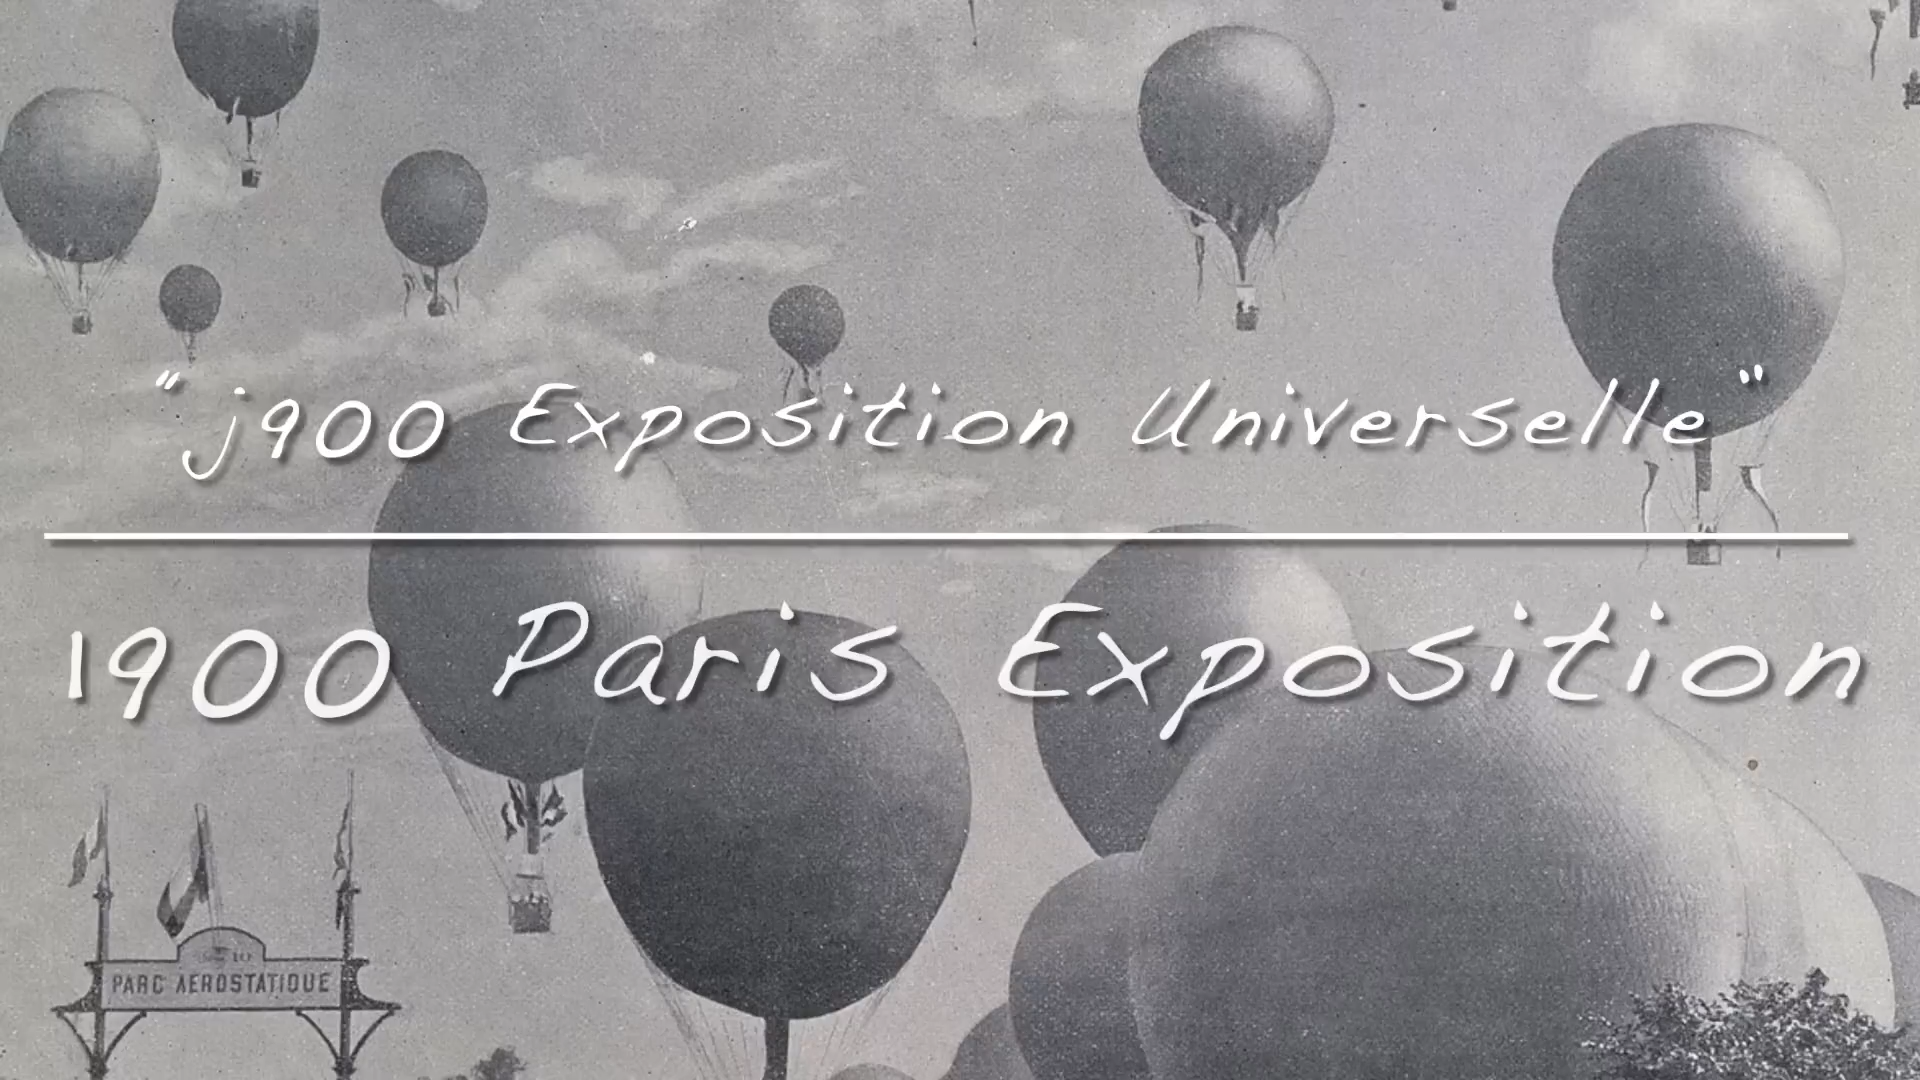 "j900 Exposition Universelle"
1900 Paris Exposition
PARC AEROSTATIQUE